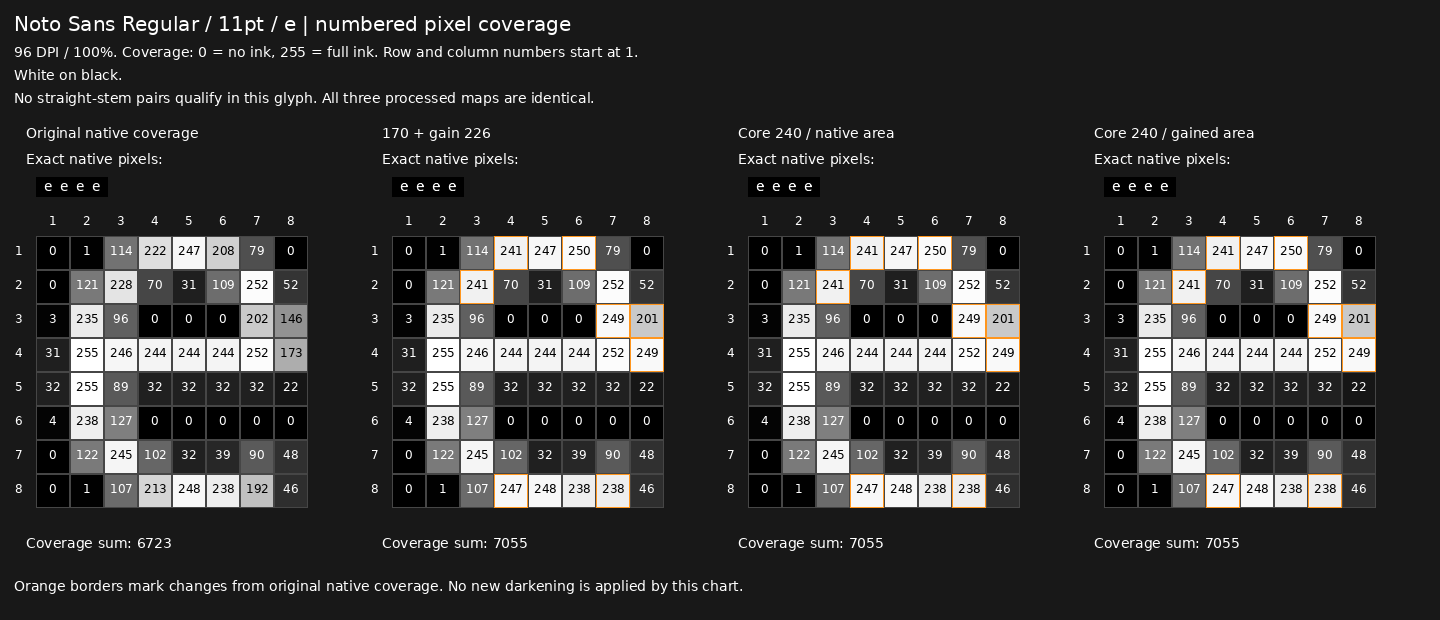 Noto Sans Regular / 11pt / e | numbered pixel coverage
96 DPI / 100%. Coverage: 0 = no ink, 255 = full ink. Row and column numbers start at 1.
White on black.
No straight-stem pairs qualify in this glyph. All three processed maps are identical.
Original native coverage
Exact native pixels:
e e e e
1 2 3 4 5 6 7 8
1 0 1 114 222 247 208 79 0
2 0 121 228 70 31 109 252 52
3 3 235 96 0 0 0 202 146
4 31 255 246 244 244 244 252 173
5 32 255 89 32 32 32 32 22
6 4 238 127 0 0 0 0 0
7 0 122 245 102 32 39 90 48
8 0 1 107 213 248 238 192 46
Coverage sum: 6723
170 + gain 226
Exact native pixels:
e e e e
1 2 3 4 5 6 7 8
1 0 1 114 241 247 250 79 0
2 0 121 241 70 31 109 252 52
3 3 235 96 0 0 0 249 201
4 31 255 246 244 244 244 252 249
5 32 255 89 32 32 32 32 22
6 4 238 127 0 0 0 0 0
7 0 122 245 102 32 39 90 48
8 0 1 107 247 248 238 238 46
Coverage sum: 7055
Core 240 / native area
Exact native pixels:
e e e e
1 2 3 4 5 6 7 8
1 0 1 114 241 247 250 79 0
2 0 121 241 70 31 109 252 52
3 3 235 96 0 0 0 249 201
4 31 255 246 244 244 244 252 249
5 32 255 89 32 32 32 32 22
6 4 238 127 0 0 0 0 0
7 0 122 245 102 32 39 90 48
8 0 1 107 247 248 238 238 46
Coverage sum: 7055
Core 240 / gained area
Exact native pixels:
e e e e
1 2 3 4 5 6 7 8
1 0 1 114 241 247 250 79 0
2 0 121 241 70 31 109 252 52
3 3 235 96 0 0 0 249 201
4 31 255 246 244 244 244 252 249
5 32 255 89 32 32 32 32 22
6 4 238 127 0 0 0 0 0
7 0 122 245 102 32 39 90 48
8 0 1 107 247 248 238 238 46
Coverage sum: 7055
Orange borders mark changes from original native coverage. No new darkening is applied by this chart.